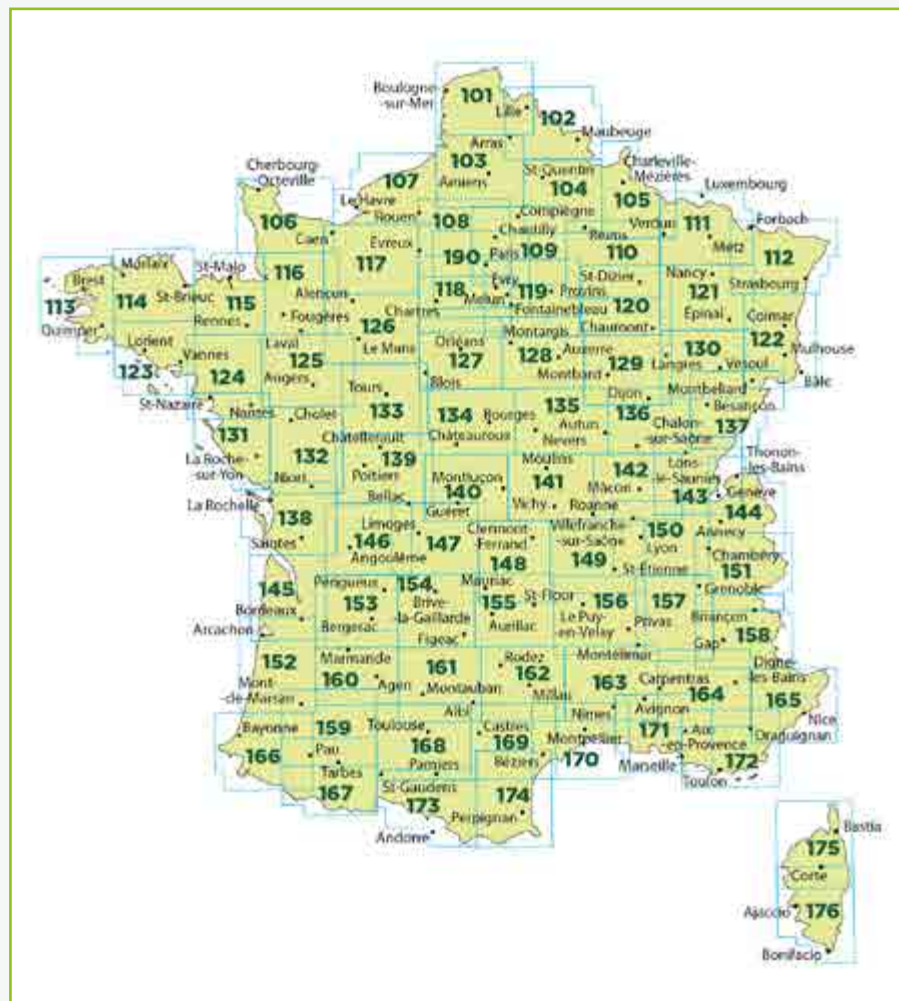 Boulogne
-sur-Mer
101
Lille
102
Maubeuge
Arras
103
Cherbourg-
Octeville
107
Amiens
St-Quentin
104
Charleville-
Mézières
105
Luxembourg
Le Havre
Rouen
106
108
Compiègne
Verdun
111
Forbach
Caen
Chantilly
Reims
Metz
Evreux
117
190
Paris
109
110
112
Morlaix
St-Malo
116
Nancy
Brest
113
114
St-Brieuc
115
Alençon
Evry
St-Dizier
121
Strasbourg
118
Melun
119
Provins
Chartres
Fontainebleau
120
Epinal
Quimper
Rennes
Fougères
126
Montargis
Chaumont
Colmar
122
Lorient
Laval
Le Mans
Orléans
127
128
Auxerre
130
Mulhouse
123
Vannes
125
Montbard
129
Langres
Vesoul
124
Angers
Blois
Montbéliard
Bâle
St-Nazaire
Tours
Dijon
Besançon
Nantes
Cholet
133
134
Bourges
135
136
131
Châtellerault
Châteauroux
Autun
Nevers
Chalon-
sur-Saône
137
132
La Roche-
sur-Yon
139
Poitiers
Moulins
Lons-
le-Saunier
Thonon-
les-Bains
Niort
Montluçon
140
141
142
Mâcon
143
Genève
La Rochelle
Bellac
Guéret
Vichy
Roanne
144
138
Limoges
Clermont-
Ferrand
Villefranche-
sur-Saône
150
Annecy
Saintes
146
Angoulême
147
Lyon
148
149
Chambéry
151
145
Périgueux
154
Mauriac
St-Etienne
Grenoble
Bordeaux
153
Brive-
la-Gaillarde
155
St-Flour
156
157
Briançon
Arcachon
Bergerac
Aurillac
Le Puy-
en-Velay
Privas
158
Figeac
Gap
152
Marmande
Rodez
Montélimar
Digne-
les-Bains
160
Agen
161
Montauban
162
Millau
163
Carpentras
164
165
Mont-
de-Marsan
Albi
Nîmes
Avignon
Nice
Bayonne
159
Toulouse
Castres
171
Aix
-en-Provence
Draguignan
166
Pau
168
169
Montpellier
Tarbes
Pamiers
Béziers
170
Marseille
172
Toulon
167
St-Gaudens
173
174
Perpignan
Andorre
Bastia
175
Corte
Ajaccio
176
Bonifacio